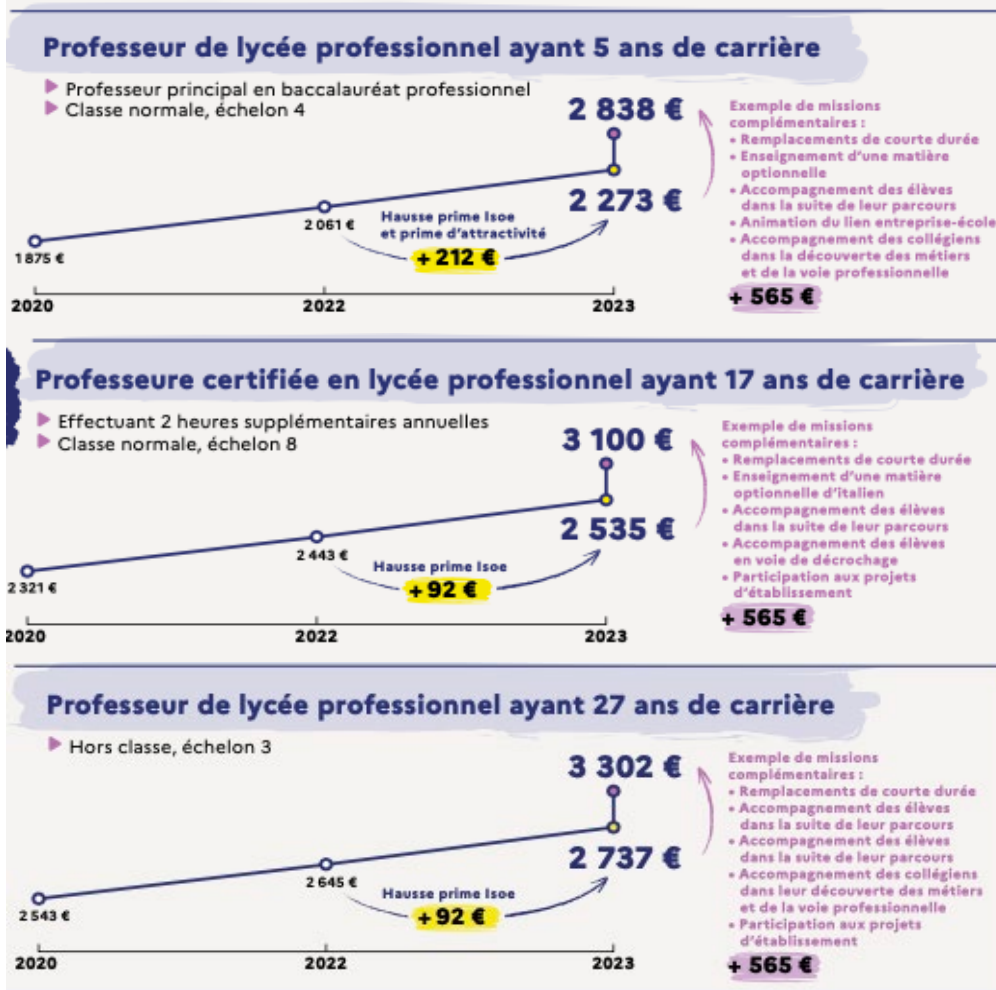 Professeur de lycée professionnel ayant 5 ans de carrière
Professeur principal en baccalauréat professionnel
Classe normale, échelon 4
2 838 €
2 273 €
2 061 €
1 875 €
Hausse prime Isoe
et prime d'attractivité
+ 212 €
2020
2022
2023
Exemple de missions
complémentaires :
• Remplacements de courte durée
• Enseignement d'une matière
optionnelle
• Accompagnement des élèves
dans la suite de leur parcours
• Animation du lien entreprise-école
• Accompagnement des collégiens
dans la découverte des métiers
et de la voie professionnelle
+ 565 €
Professeure certifiée en lycée professionnel ayant 17 ans de carrière
Effectuant 2 heures supplémentaires annuelles
Classe normale, échelon 8
3 100 €
2 535 €
2 443 €
2 321 €
Hausse prime Isoe
+ 92 €
2020
2022
2023
Exemple de missions
complémentaires :
• Remplacements de courte durée
• Enseignement d'une matière
optionnelle d'italien
• Accompagnement des élèves
dans la suite de leur parcours
• Accompagnement des élèves
en voie de décrochage
• Participation aux projets
d'établissement
+ 565 €
Professeur de lycée professionnel ayant 27 ans de carrière
Hors classe, échelon 3
3 302 €
2 737 €
2 645 €
2 543 €
Hausse prime Isoe
+ 92 €
2020
2022
2023
Exemple de missions
complémentaires :
• Remplacements de courte durée
• Accompagnement des élèves
dans la suite de leur parcours
• Accompagnement des élèves
dans la suite de leur parcours
• Accompagnement des collégiens
dans leur découverte des métiers
et de la voie professionnelle
• Participation aux projets
d'établissement
+ 565 €